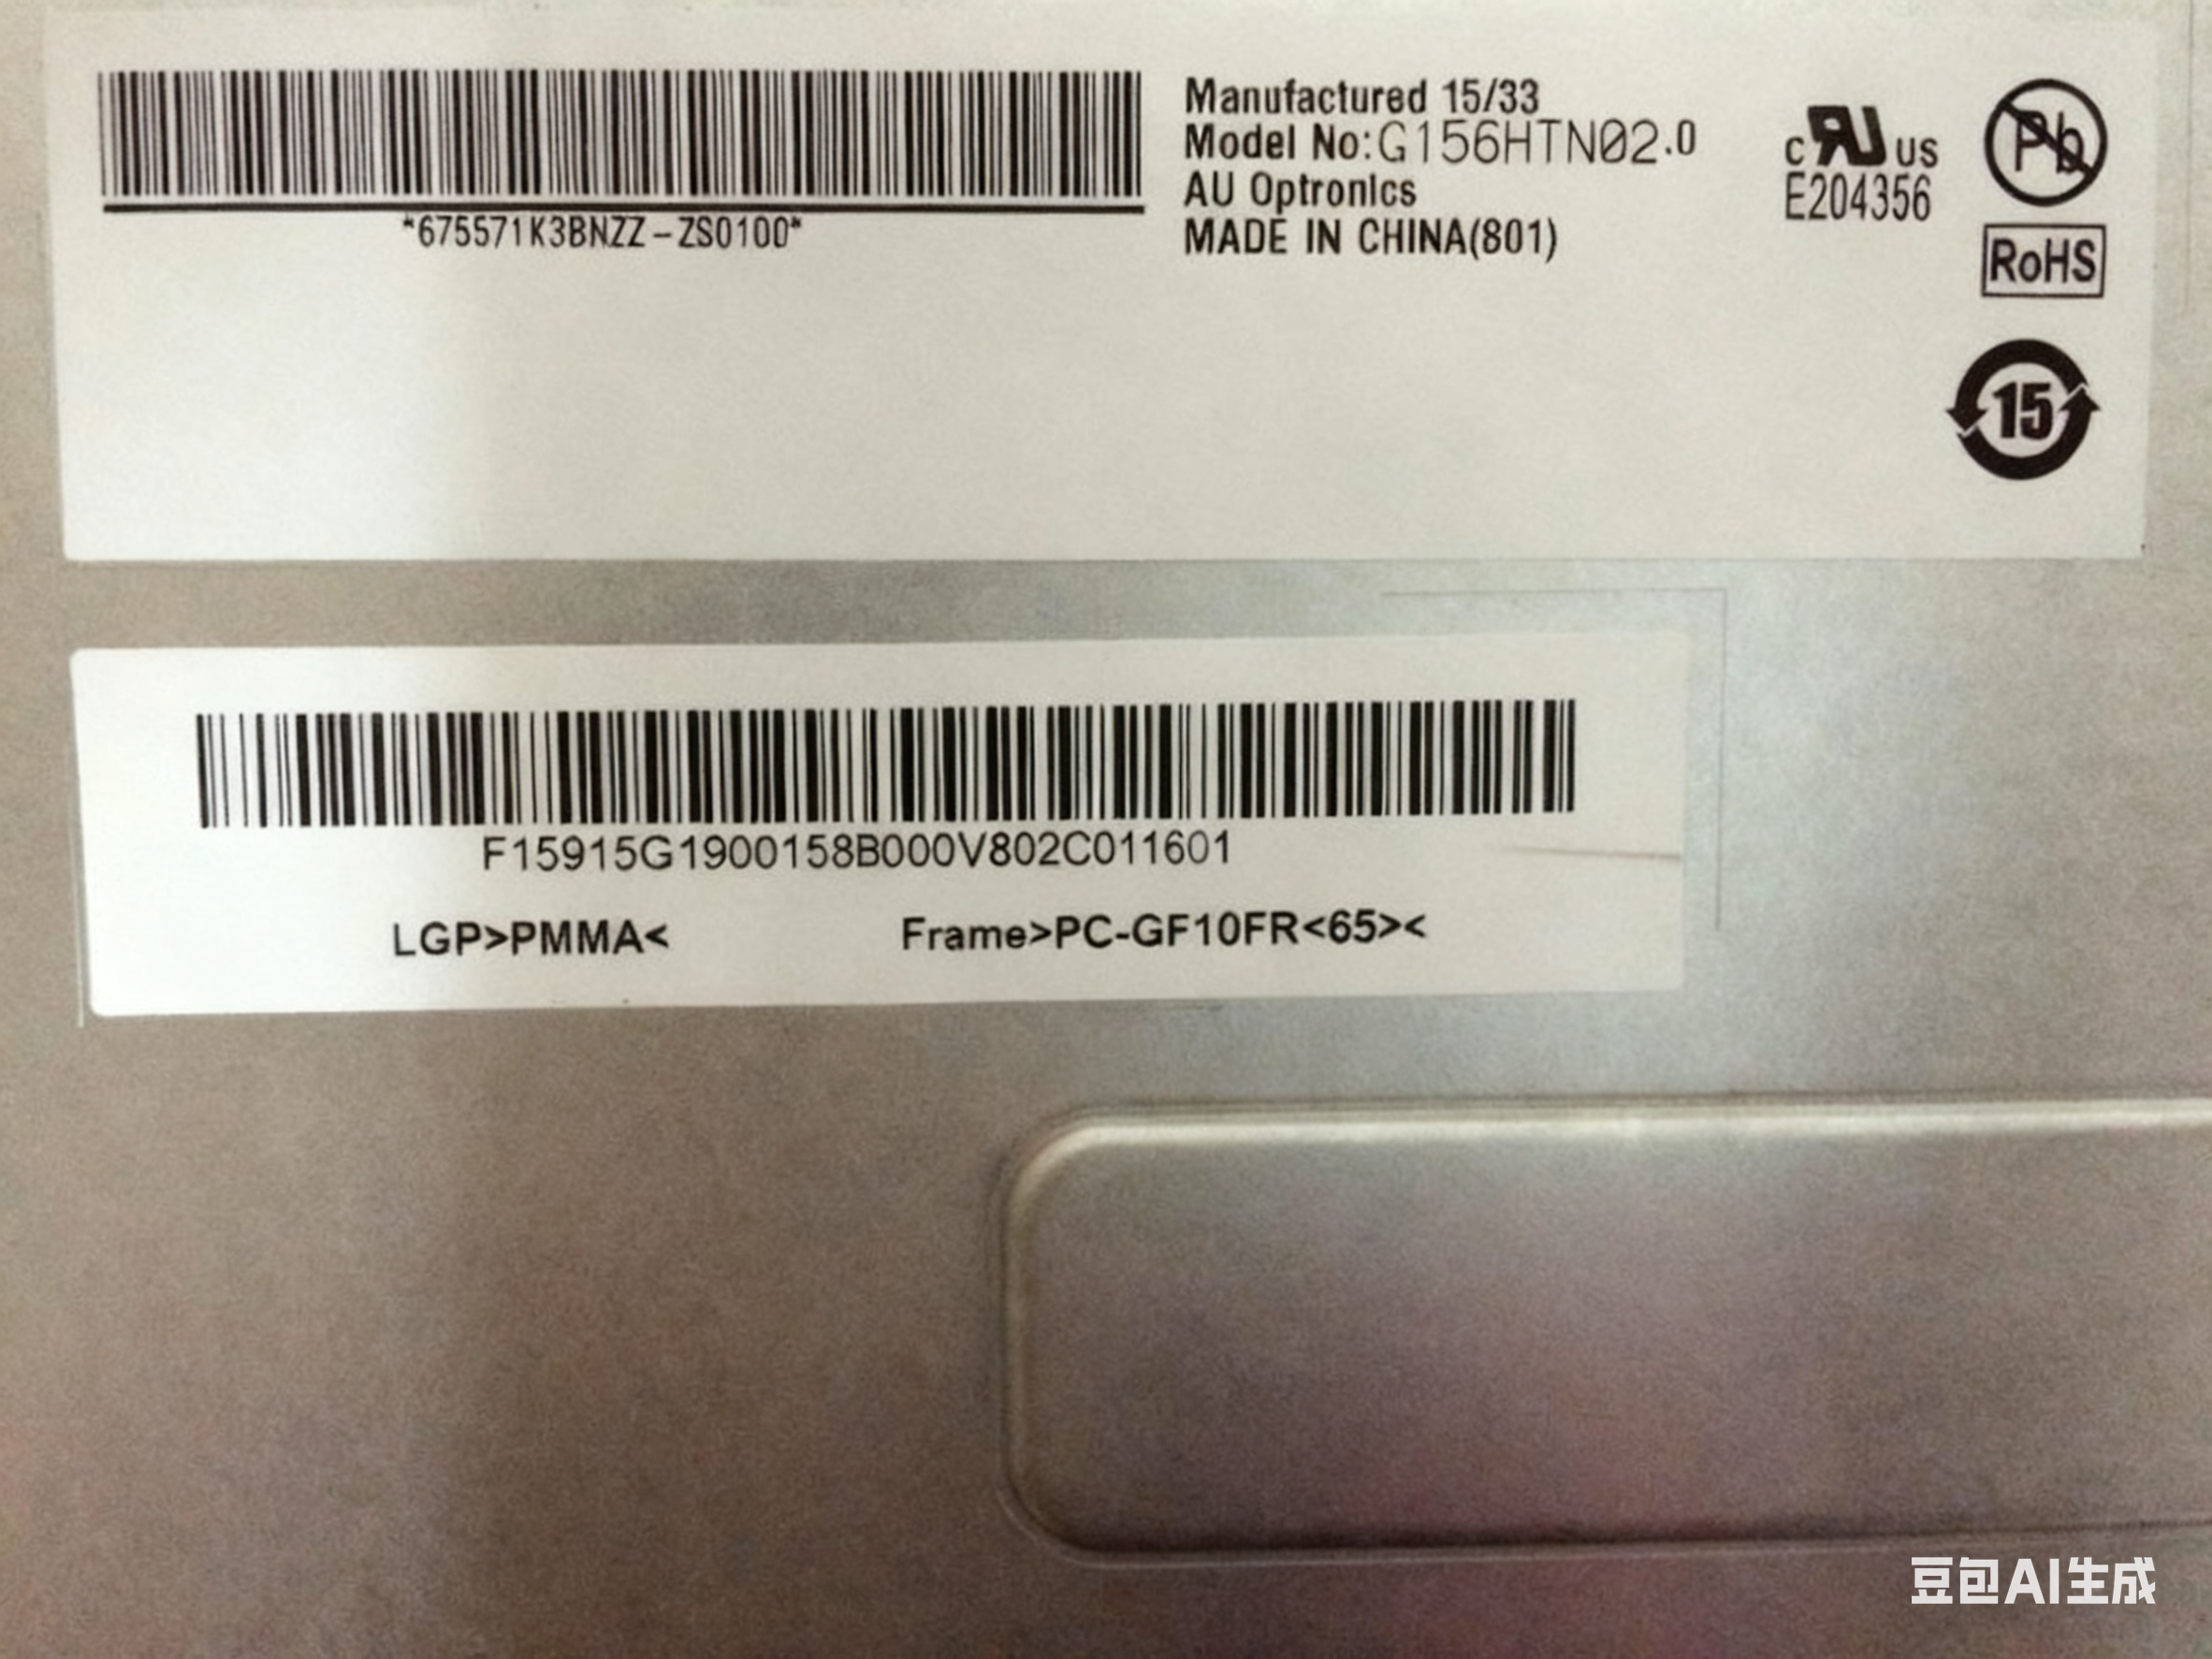 Manufactured 15/33
Model No:G156HTN02.0
AU Optronics
MADE IN CHINA(801)
*675571K3BNZZ-ZS0100*
c RU US
E204356
Pb
RoHS
15
F15915G1900158B000V802C011601
LGP>PMMA<
Frame>PC-GF10FR<65><
豆包AI生成